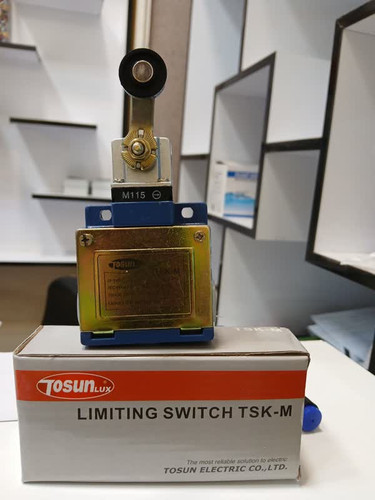 M115
TOSUN
TOSUN LUX
LIMITING SWITCH TSK-M
The most reliable solution to electric
TOSUN ELECTRIC CO.,LTD.